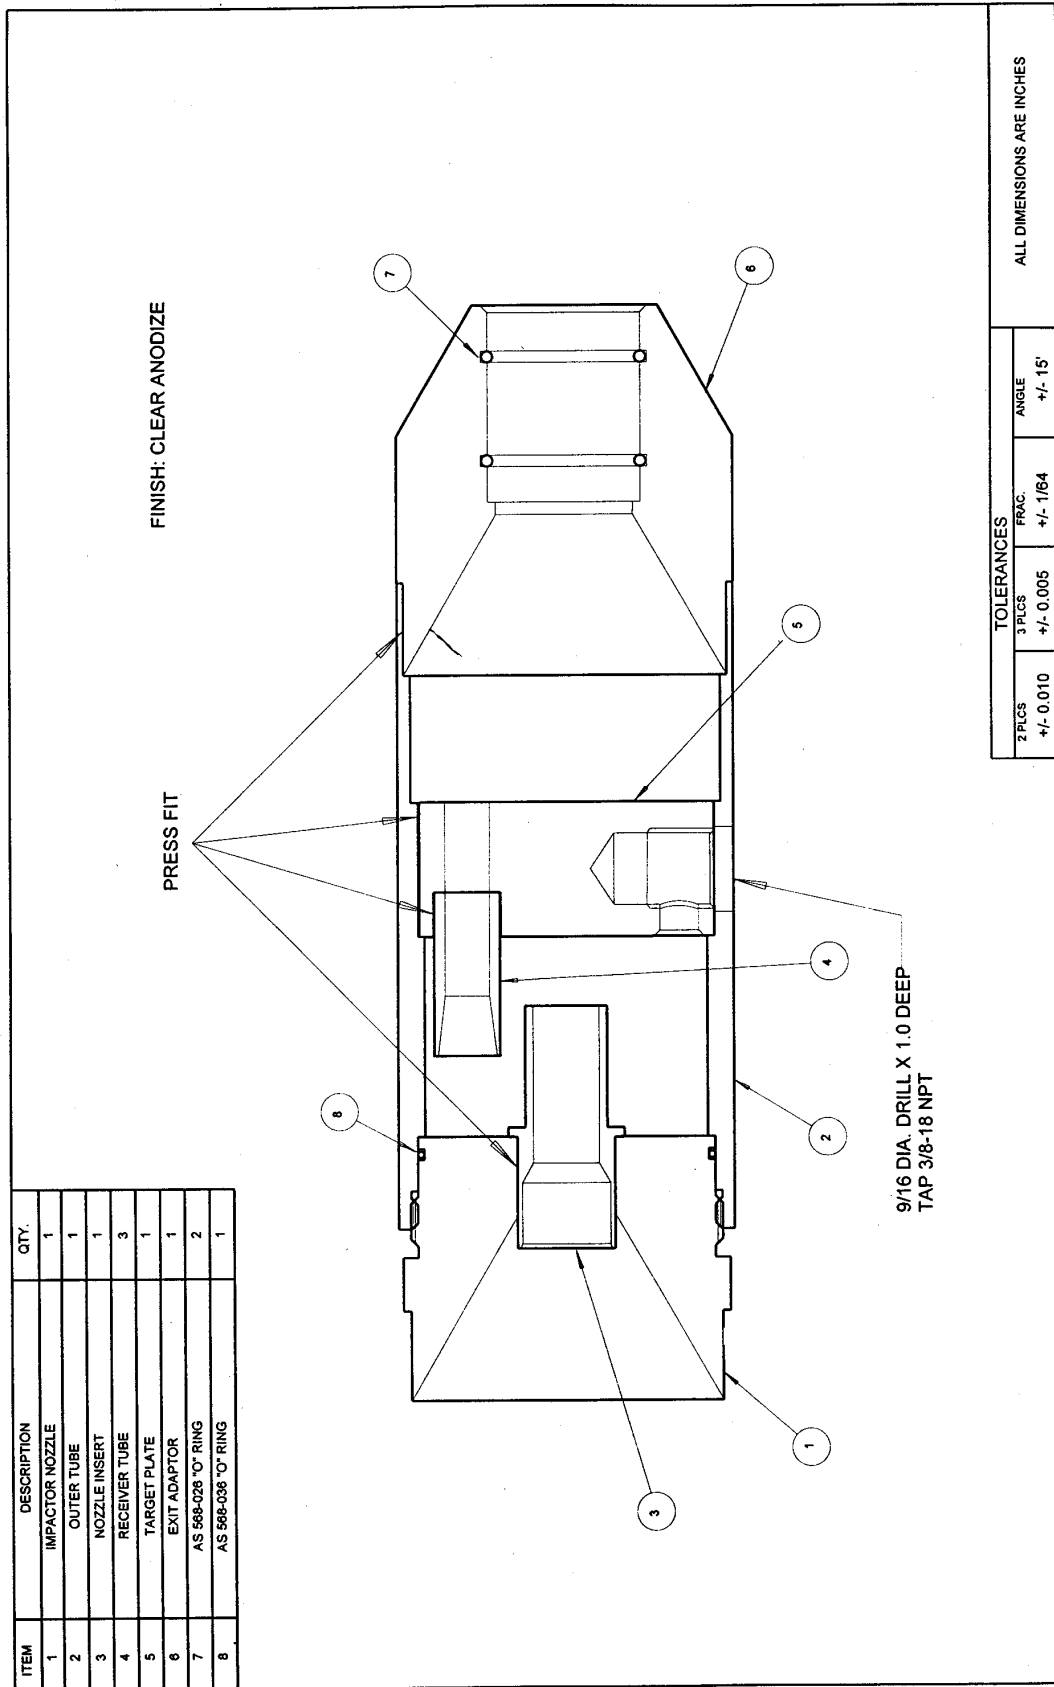 ITEM DESCRIPTION QTY.
1 IMPACTOR NOZZLE 1
2 OUTER TUBE 1
3 NOZZLE INSERT 1
4 RECEIVER TUBE 3
5 TARGET PLATE 1
6 EXIT ADAPTOR 1
7 AS 568-028 "O" RING 2
8 AS 568-036 "O" RING 1
PRESS FIT
FINISH: CLEAR ANODIZE
8
7
3
1
2
4
5
6
9/16 DIA. DRILL X 1.0 DEEP
TAP 3/8-18 NPT
TOLERANCES
2 PLCS 3 PLCS FRAC. ANGLE
+/- 0.010 +/- 0.005 +/- 1/64 +/- 15'
ALL DIMENSIONS ARE INCHES